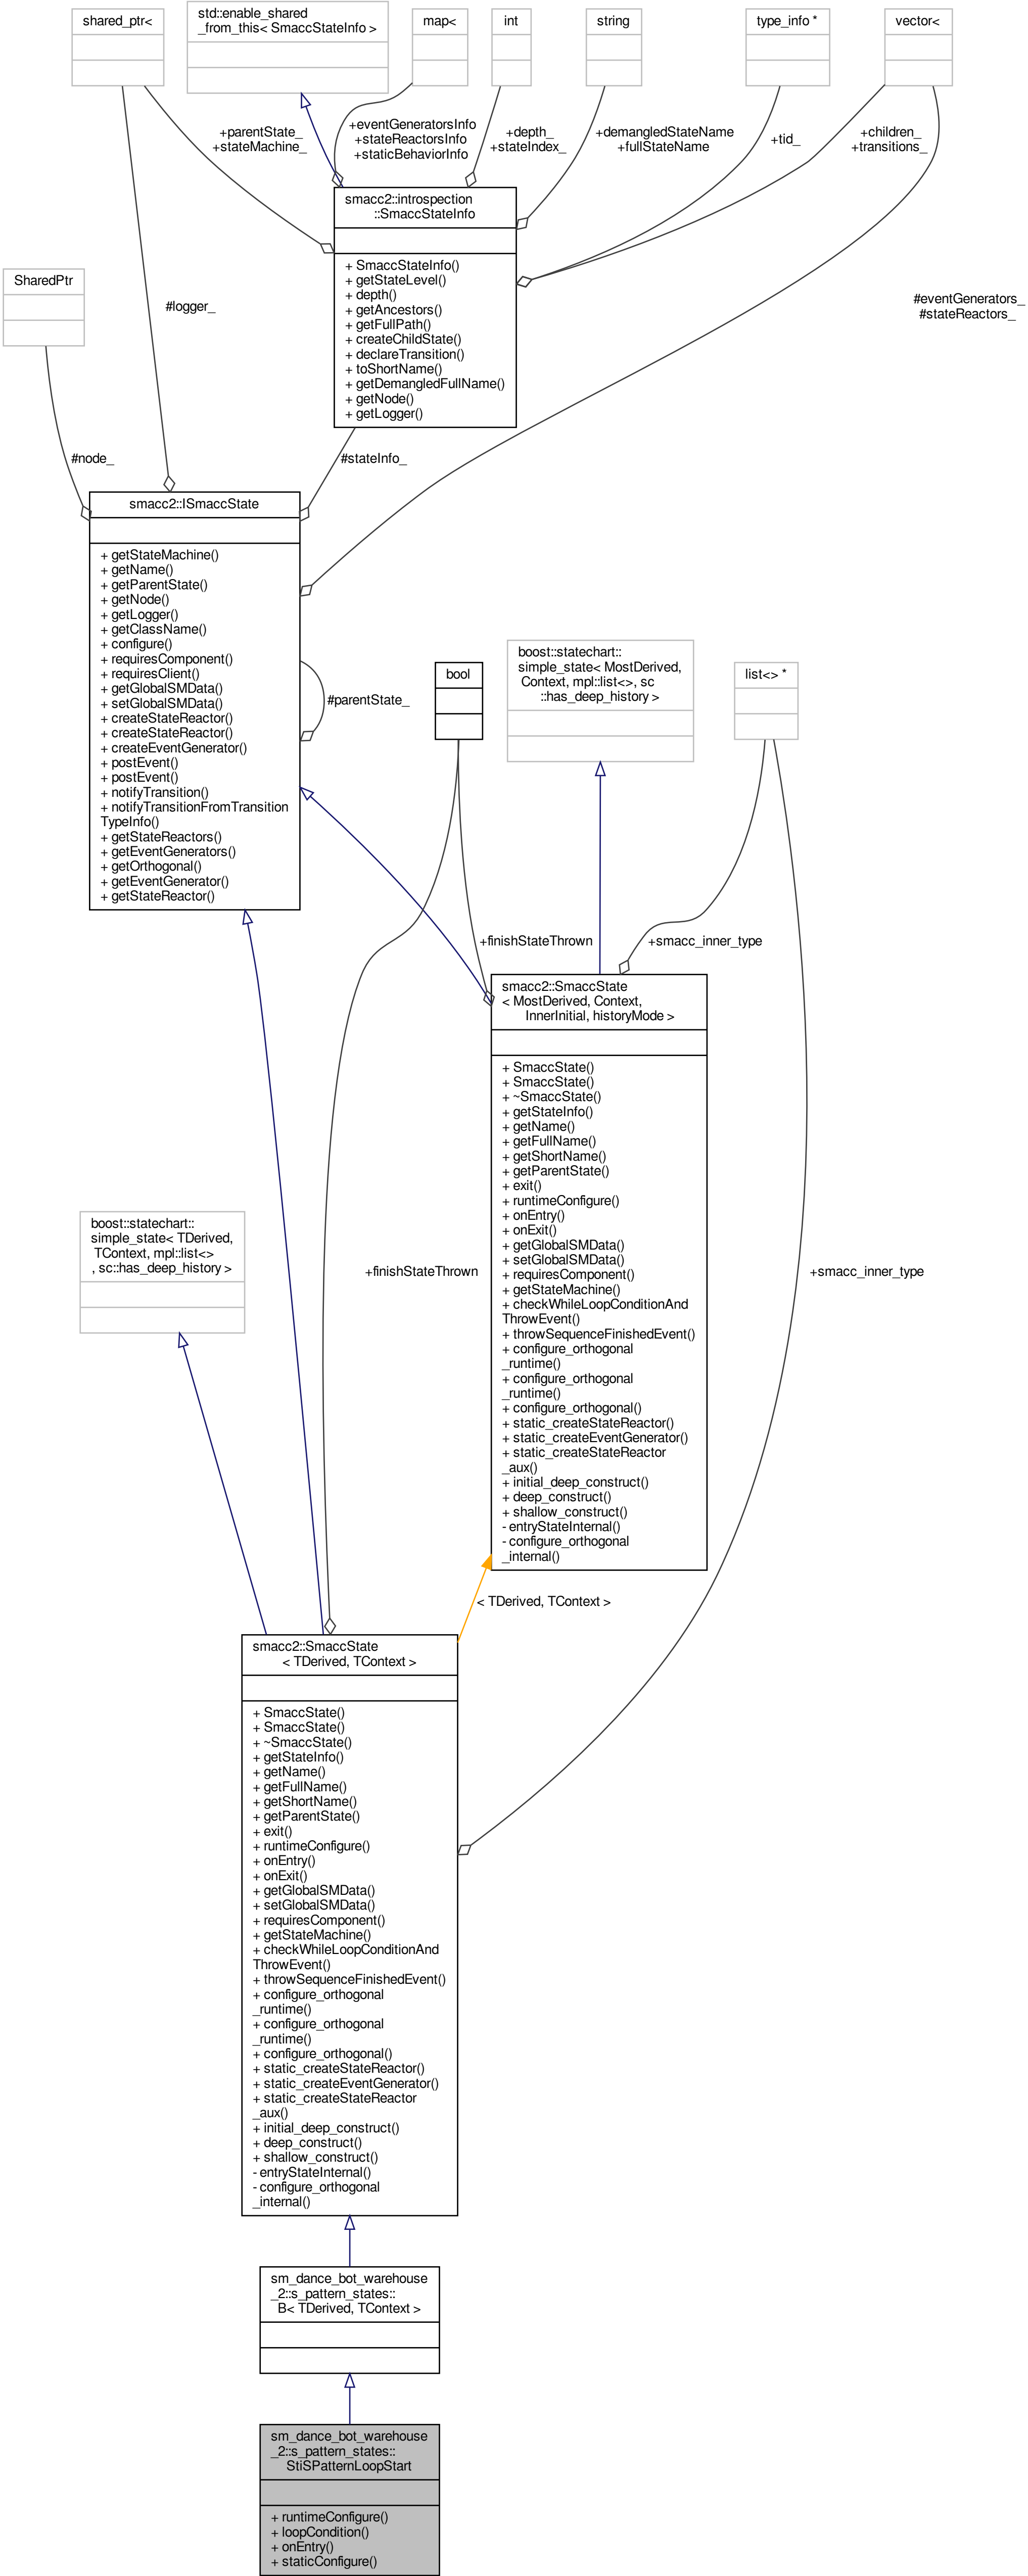 shared_ptr<
std::enable_shared
_from_this< SmaccStateInfo >
map<
int
string
type_info *
vector<
+parentState_
+stateMachine_
+eventGeneratorsInfo
+stateReactorsInfo
+staticBehaviorInfo
+depth_
+stateIndex_
+demangledStateName
+fullStateName
+tid_
+children_
+transitions_
smacc2::introspection
::SmaccStateInfo
+ SmaccStateInfo()
+ getStateLevel()
+ depth()
+ getAncestors()
+ getFullPath()
+ createChildState()
+ declareTransition()
+ toShortName()
+ getDemangledFullName()
+ getNode()
+ getLogger()
SharedPtr
#logger_
#eventGenerators_
#stateReactors_
#node_
#stateInfo_
smacc2::ISmaccState
+ getStateMachine()
+ getName()
+ getParentState()
+ getNode()
+ getLogger()
+ getClassName()
+ configure()
+ requiresComponent()
+ requiresClient()
+ getGlobalSMData()
+ setGlobalSMData()
+ createStateReactor()
+ createStateReactor()
+ createEventGenerator()
+ postEvent()
+ postEvent()
+ notifyTransition()
+ notifyTransitionFromTransition
TypeInfo()
+ getStateReactors()
+ getEventGenerators()
+ getOrthogonal()
+ getEventGenerator()
+ getStateReactor()
#parentState_
bool
boost::statechart::
simple_state< MostDerived,
Context, mpl::list<>, sc
::has_deep_history >
list<> *
+finishStateThrown
+smacc_inner_type
smacc2::SmaccState
< MostDerived, Context,
InnerInitial, historyMode >
+ SmaccState()
+ SmaccState()
+ ~SmaccState()
+ getStateInfo()
+ getName()
+ getFullName()
+ getShortName()
+ getParentState()
+ exit()
+ runtimeConfigure()
+ onEntry()
+ onExit()
+ getGlobalSMData()
+ setGlobalSMData()
+ requiresComponent()
+ getStateMachine()
+ checkWhileLoopConditionAnd
ThrowEvent()
+ throwSequenceFinishedEvent()
+ configure_orthogonal
_runtime()
+ configure_orthogonal
_runtime()
+ configure_orthogonal()
+ static_createStateReactor()
+ static_createEventGenerator()
+ static_createStateReactor
_aux()
+ initial_deep_construct()
+ deep_construct()
+ shallow_construct()
- entryStateInternal()
- configure_orthogonal
_internal()
boost::statechart::
simple_state< TDerived,
TContext, mpl::list<>
, sc::has_deep_history >
+finishStateThrown
+smacc_inner_type
< TDerived, TContext >
smacc2::SmaccState
< TDerived, TContext >
+ SmaccState()
+ SmaccState()
+ ~SmaccState()
+ getStateInfo()
+ getName()
+ getFullName()
+ getShortName()
+ getParentState()
+ exit()
+ runtimeConfigure()
+ onEntry()
+ onExit()
+ getGlobalSMData()
+ setGlobalSMData()
+ requiresComponent()
+ getStateMachine()
+ checkWhileLoopConditionAnd
ThrowEvent()
+ throwSequenceFinishedEvent()
+ configure_orthogonal
_runtime()
+ configure_orthogonal
_runtime()
+ configure_orthogonal()
+ static_createStateReactor()
+ static_createEventGenerator()
+ static_createStateReactor
_aux()
+ initial_deep_construct()
+ deep_construct()
+ shallow_construct()
- entryStateInternal()
- configure_orthogonal
_internal()
sm_dance_bot_warehouse
_2::s_pattern_states::
B< TDerived, TContext >
sm_dance_bot_warehouse
_2::s_pattern_states::
StiSPatternLoopStart
+ runtimeConfigure()
+ loopCondition()
+ onEntry()
+ staticConfigure()